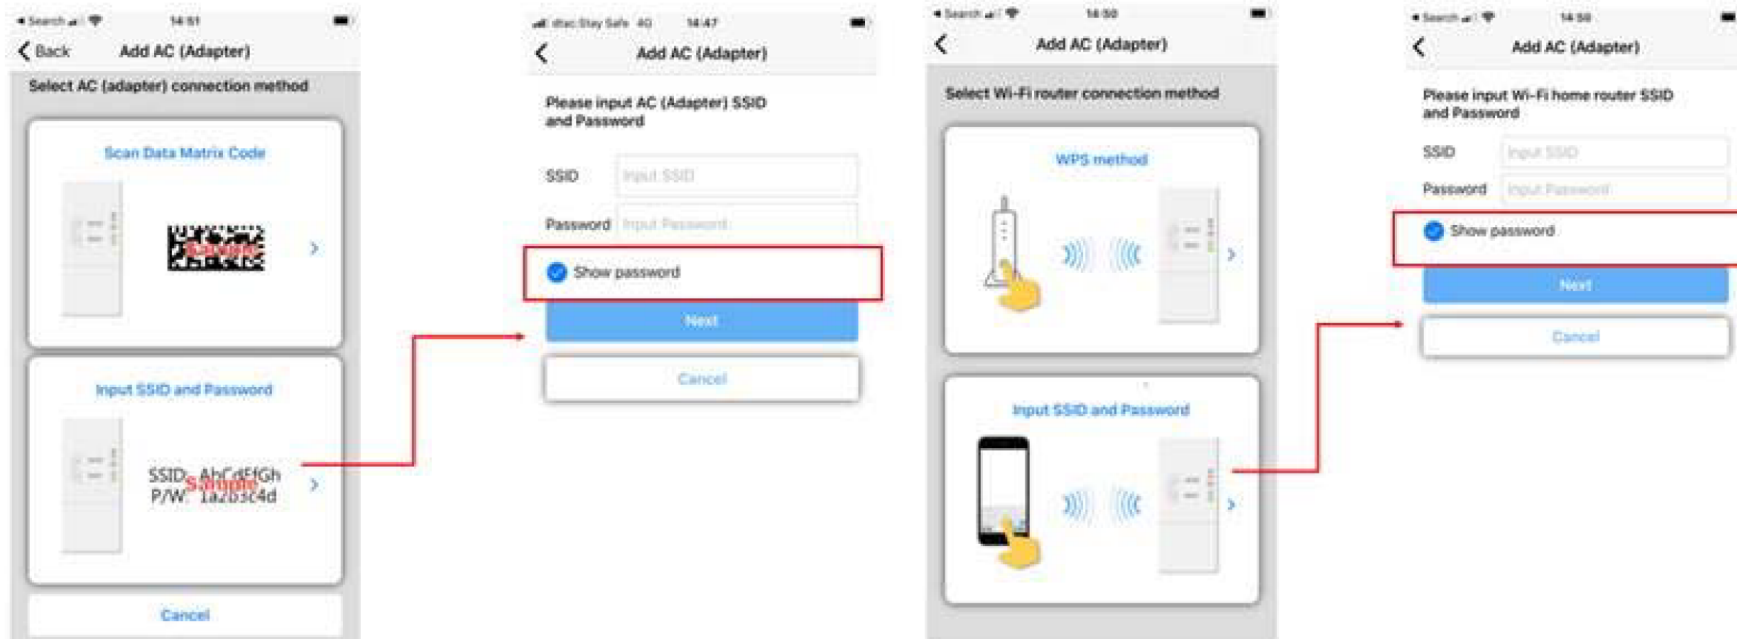 Search
14:51
Back
Add AC (Adapter)
Select AC (adapter) connection method
Scan Data Matrix Code
Sample
Input SSID and Password
SSID: AbCdEfGh
Sample
P/W: 1a2b3c4d
Cancel
dtac Stay Safe 4G
14:47
Add AC (Adapter)
Please input AC (Adapter) SSID
and Password
SSID
Input SSID
Password
Input Password
Show password
Next
Cancel
Search
14:50
Add AC (Adapter)
Select Wi-Fi router connection method
WPS method
Input SSID and Password
Search
14:50
Add AC (Adapter)
Please input Wi-Fi home router SSID
and Password
SSID
Input SSID
Password
Input Password
Show password
Next
Cancel